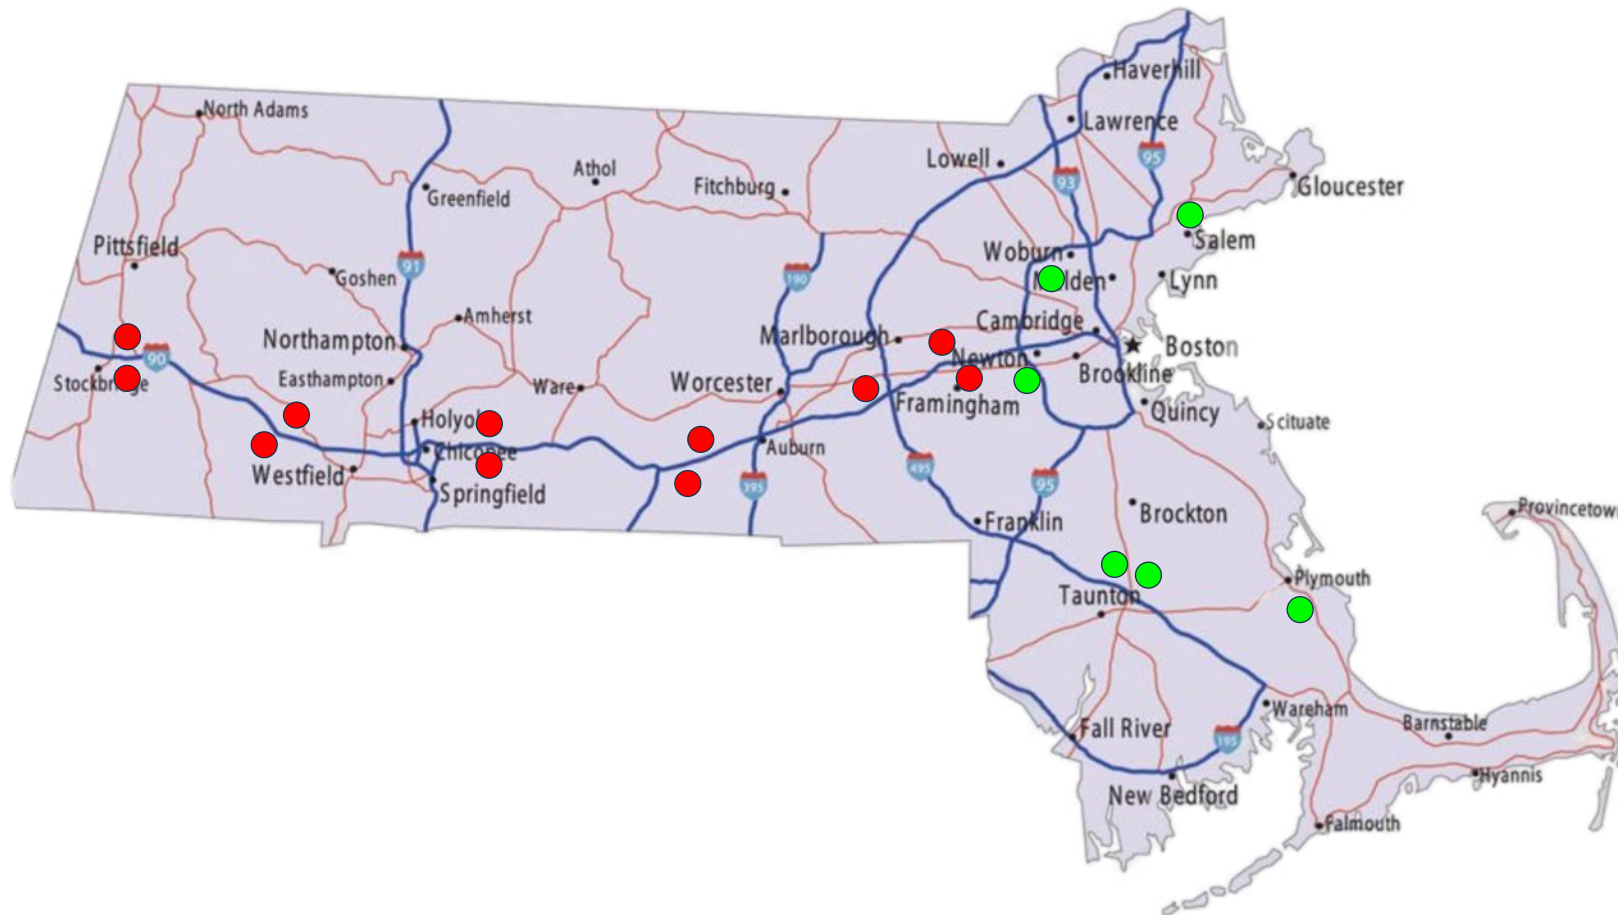 Haverhill
North Adams
Lawrence
95
Lowell
Athol
93
Fitchburg
Gloucester
Greenfield
Salem
Pittsfield
Woburn
91
Goshen
190
Lynn
Amherst
Cambridge
Marlborough
Northampton
Boston
90
Newton
Brookline
Stockbridge
Easthampton
Ware
Worcester
Framingham
Quincy
Holyoke
Scituate
Chicopee
Auburn
495
Westfield
395
95
Springfield
Provincetown
Brockton
Franklin
Plymouth
Taunton
Wareham
Barnstable
Fall River
195
Hyannis
New Bedford
Falmouth